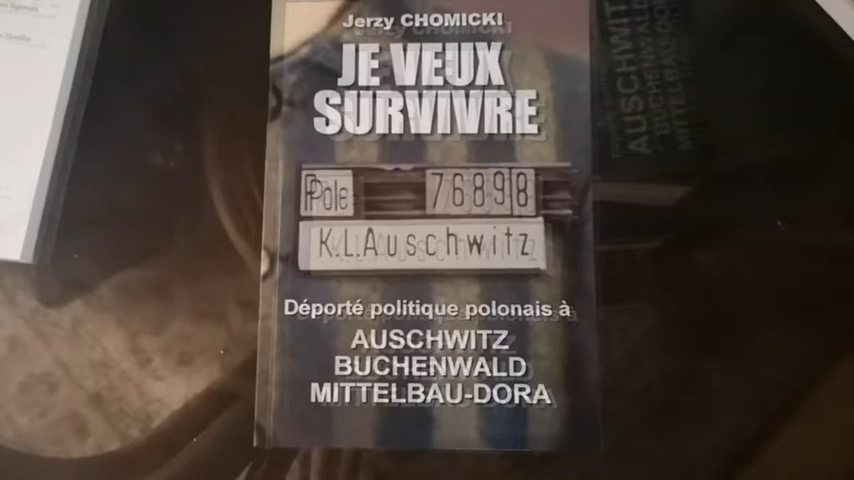 Jerzy CHOMICKI
JE VEUX
SURVIVRE
Pole 76898
K.L.Auschwitz
Déporté politique polonais à
AUSCHWITZ
BUCHENWALD
MITTELBAU-DORA
AUSCHWITZ
BUCHENWALD
MITTELBAU-DORA